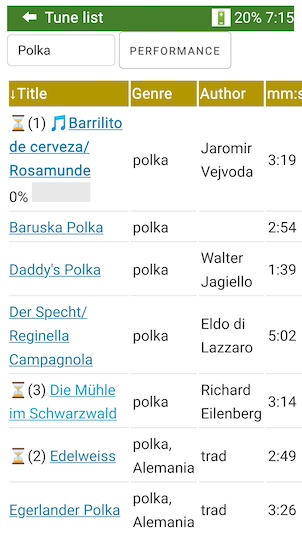 ⬅ Tune list 20% 7:15
Polka PERFORMANCE
↓Title Genre Author mm:s
⏳(1) 🎵Barrilito
de cerveza/
Rosamunde
0%
polka
Jaromir
Vejvoda
3:19
Baruska Polka polka 2:54
Daddy's Polka polka
Walter
Jagiello
1:39
Der Specht/
Reginella
Campagnola
polka
Eldo di
Lazzaro
5:02
⏳(3) Die Mühle
im Schwarzwald
polka
Richard
Eilenberg
3:14
⏳(2) Edelweiss
polka,
Alemania
trad 2:49
Egerlander Polka
polka,
Alemania
trad 3:26